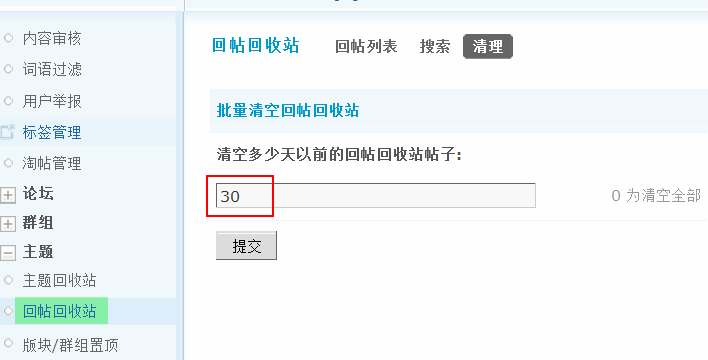 内容审核
词语过滤
用户举报
标签管理
淘帖管理
论坛
群组
主题
主题回收站
回帖回收站
版块/群组置顶
回帖回收站 回帖列表 搜索 清理
批量清空回帖回收站
清空多少天以前的回帖回收站帖子:
30 0 为清空全部
提交